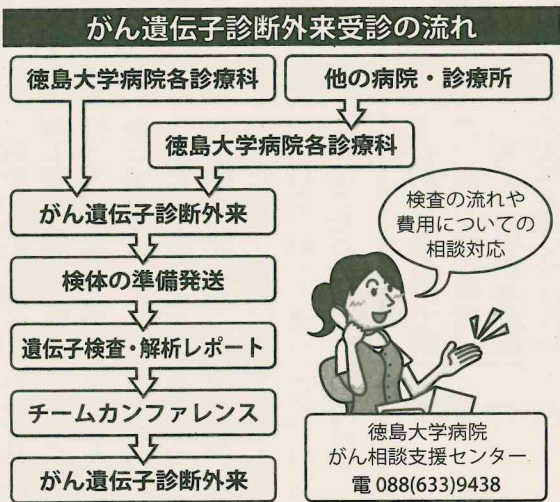 がん遺伝子診断外来受診の流れ
徳島大学病院各診療科
他の病院・診療所
徳島大学病院各診療科
がん遺伝子診断外来
検体の準備発送
遺伝子検査・解析レポート
チームカンファレンス
がん遺伝子診断外来
検査の流れや
費用についての
相談対応
徳島大学病院
がん相談支援センター
電 088(633)9438